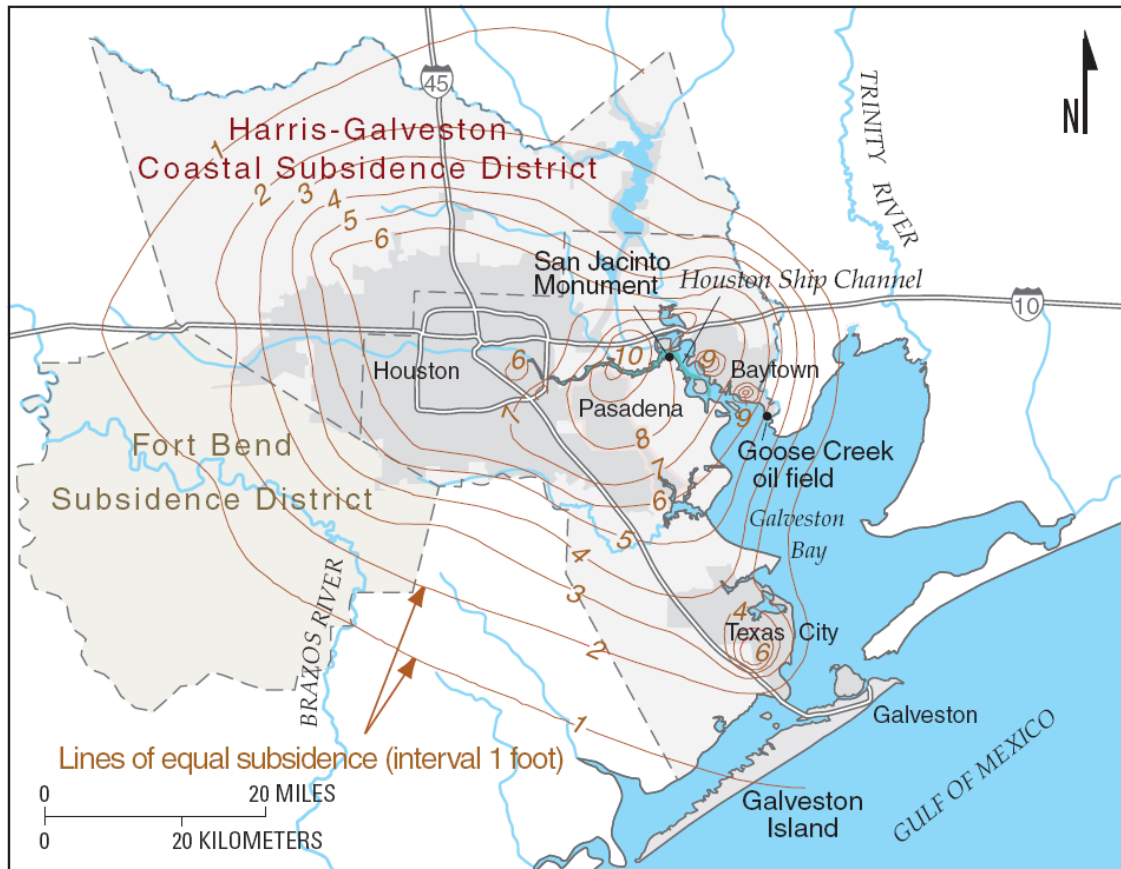 45
N
TRINITY RIVER
Harris-Galveston
Coastal Subsidence District
1
2
3
4
5
6
San Jacinto
Monument
Houston Ship Channel
10
6
10
9
Houston
Baytown
7
Pasadena
9
8
Goose Creek
oil field
Fort Bend
Subsidence District
7
6
Galveston
Bay
5
4
3
BRAZOS RIVER
4
Texas City
6
2
1
Galveston
Lines of equal subsidence (interval 1 foot)
0 20 MILES
0 20 KILOMETERS
Galveston
Island
GULF OF MEXICO